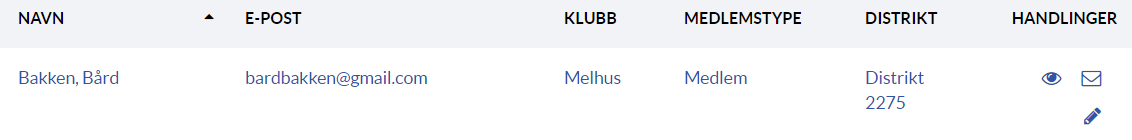 NAVN E-POST KLUBB MEDLEMSTYPE DISTRIKT HANDLINGER
Bakken, Bård bardbakken@gmail.com Melhus Medlem Distrikt
2275